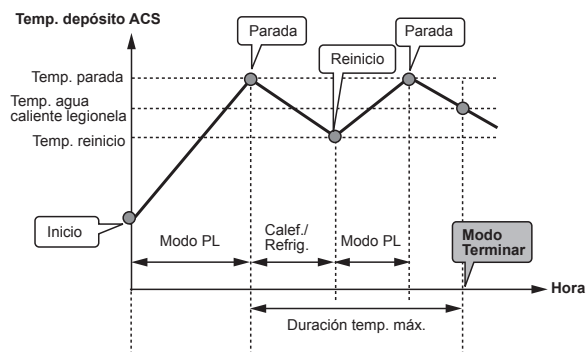 Temp. depósito ACS
Parada
Parada
Reinicio
Temp. parada
Temp. agua
caliente legionela
Temp. reinicio
Inicio
Modo PL
Calef./
Refrig.
Modo PL
Modo
Terminar
Hora
Duración temp. máx.